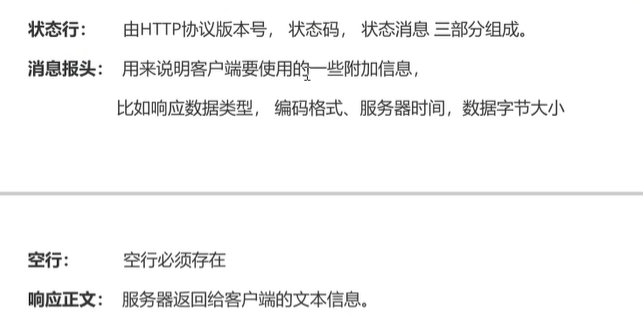 状态行： 由HTTP协议版本号， 状态码， 状态消息 三部分组成。
消息报头： 用来说明客户端要使用的一些附加信息，
比如响应数据类型， 编码格式、服务器时间，数据字节大小
空行： 空行必须存在
响应正文： 服务器返回给客户端的文本信息。